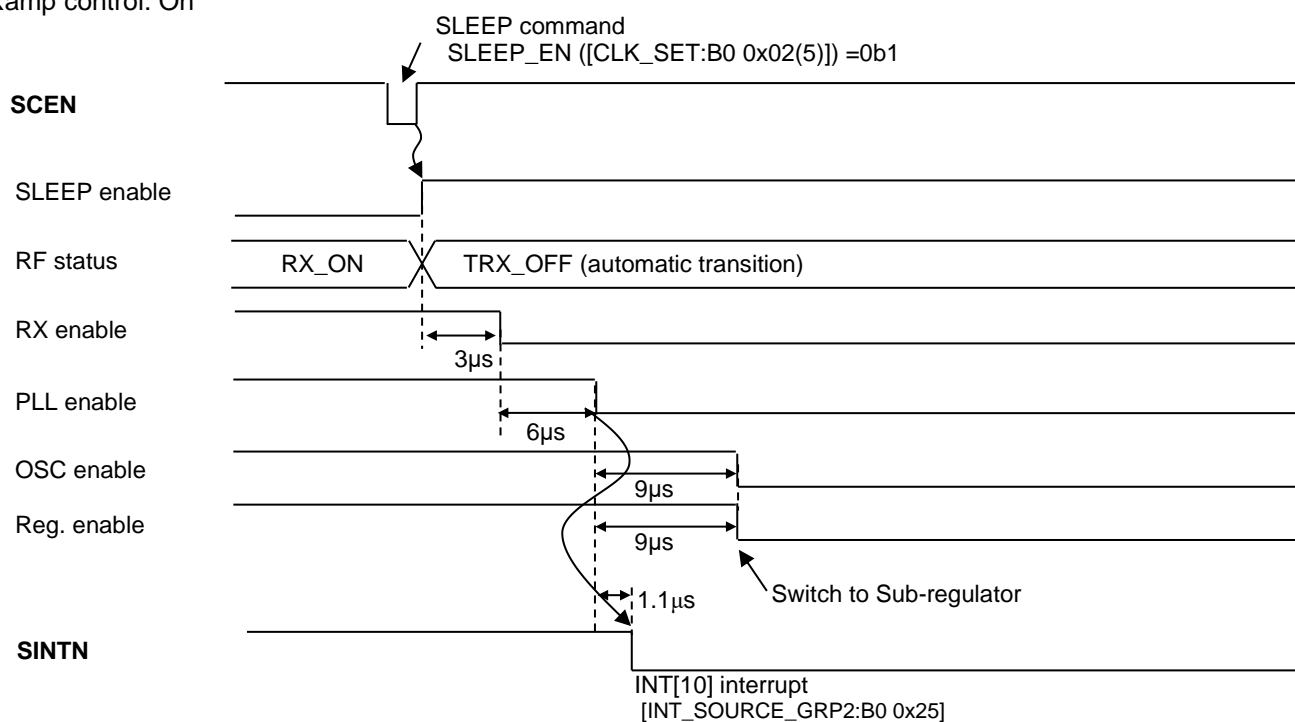 Ramp control: On
SLEEP command
SLEEP_EN ([CLK_SET:B0 0x02(5)]) =0b1
SCEN
SLEEP enable
RF status
RX_ON
TRX_OFF (automatic transition)
RX enable
3μs
PLL enable
6μs
OSC enable
9μs
Reg. enable
9μs
Switch to Sub-regulator
1.1μs
SINTN
INT[10] interrupt
[INT_SOURCE_GRP2:B0 0x25]